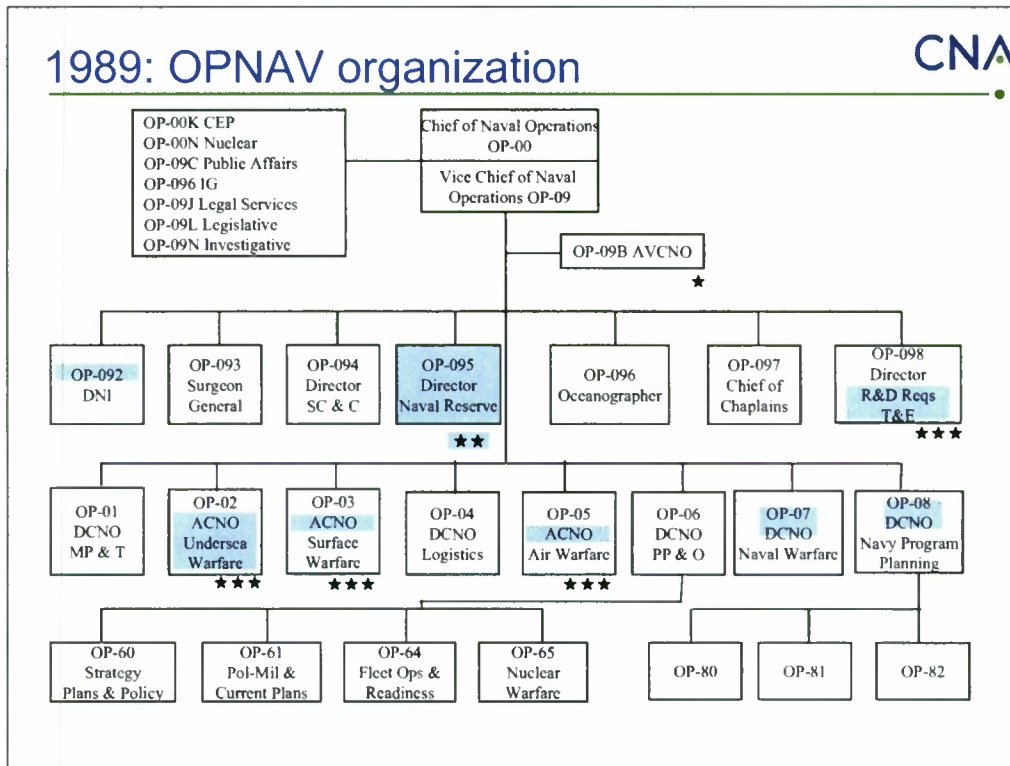 1989: OPNAV organization
CNA
OP-00K CEP
OP-00N Nuclear
OP-09C Public Affairs
OP-096 IG
OP-09J Legal Services
OP-09L Legislative
OP-09N Investigative
Chief of Naval Operations
OP-00
Vice Chief of Naval
Operations OP-09
OP-09B AVCNO
OP-092
DNI
OP-093
Surgeon
General
OP-094
Director
SC & C
OP-095
Director
Naval Reserve
OP-096
Oceanographer
OP-097
Chief of
Chaplains
OP-098
Director
R&D Reqs
T&E
OP-01
DCNO
MP & T
OP-02
ACNO
Undersea
Warfare
OP-03
ACNO
Surface
Warfare
OP-04
DCNO
Logistics
OP-05
ACNO
Air Warfare
OP-06
DCNO
PP & O
OP-07
DCNO
Naval Warfare
OP-08
DCNO
Navy Program
Planning
OP-60
Strategy
Plans & Policy
OP-61
Pol-Mil &
Current Plans
OP-64
Fleet Ops &
Readiness
OP-65
Nuclear
Warfare
OP-80
OP-81
OP-82